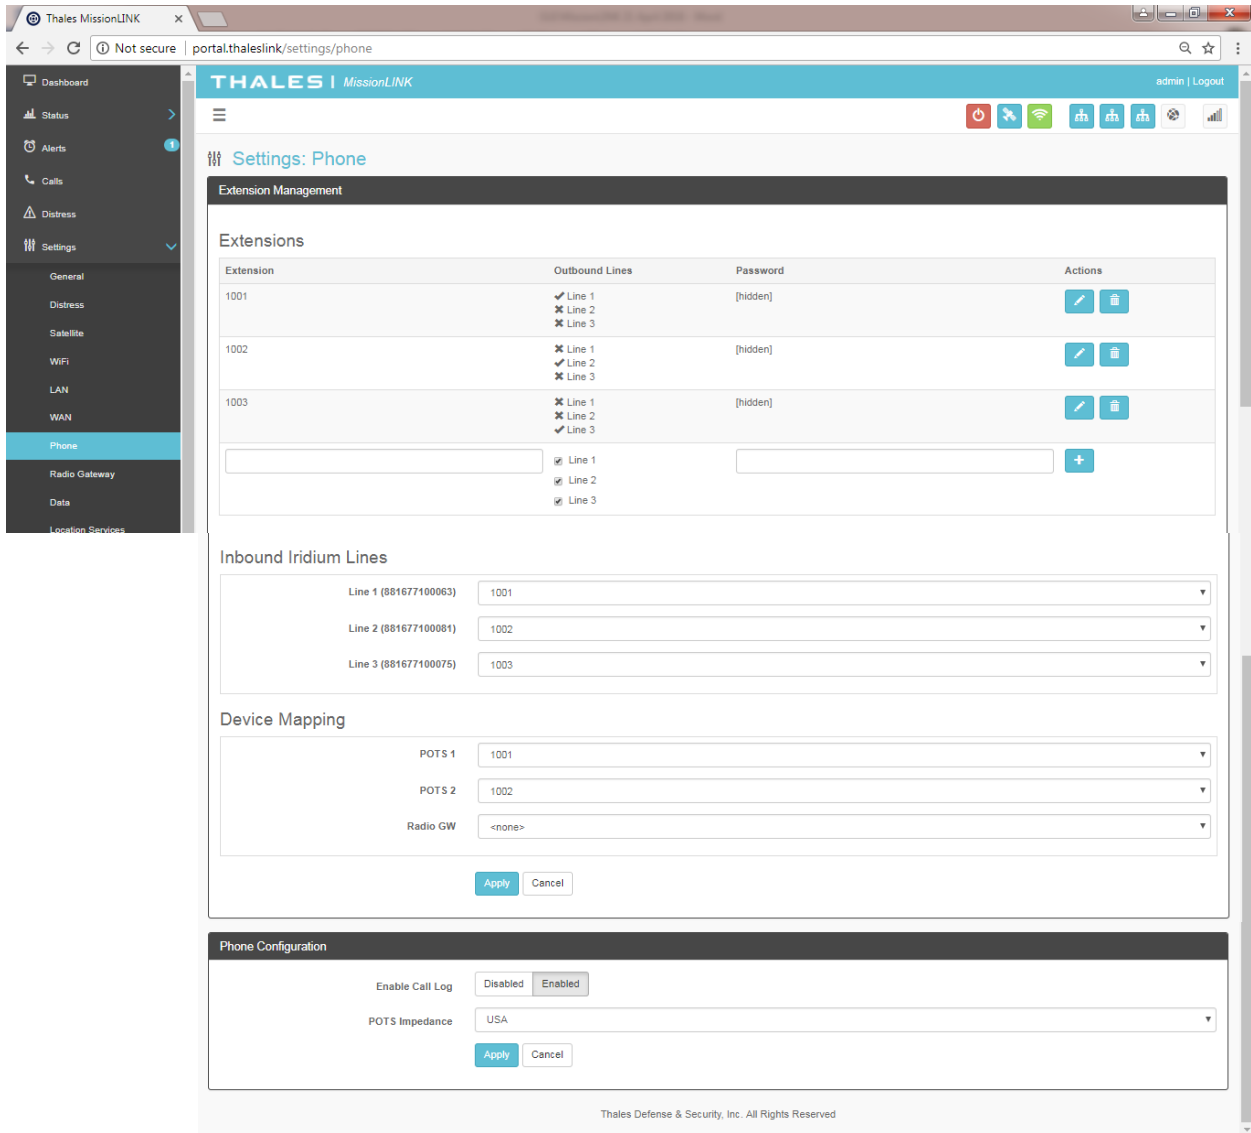 Thales MissionLINK
Not secure | portal.thaleslink/settings/phone
Dashboard
Status
Alerts 1
Calls
Distress
Settings
General
Distress
Satellite
WiFi
LAN
WAN
Phone
Radio Gateway
Data
Location Services
THALES | MissionLINK
admin | Logout
Settings: Phone
Extension Management
Extensions
Extension Outbound Lines Password Actions
1001 Line 1 [hidden]
Line 2
Line 3
1002 Line 1 [hidden]
Line 2
Line 3
1003 Line 1 [hidden]
Line 2
Line 3
Line 1
Line 2
Line 3
Inbound Iridium Lines
Line 1 (881677100063) 1001
Line 2 (881677100081) 1002
Line 3 (881677100075) 1003
Device Mapping
POTS 1 1001
POTS 2 1002
Radio GW <none>
Apply Cancel
Phone Configuration
Enable Call Log Disabled Enabled
POTS Impedance USA
Apply Cancel
Thales Defense & Security, Inc. All Rights Reserved